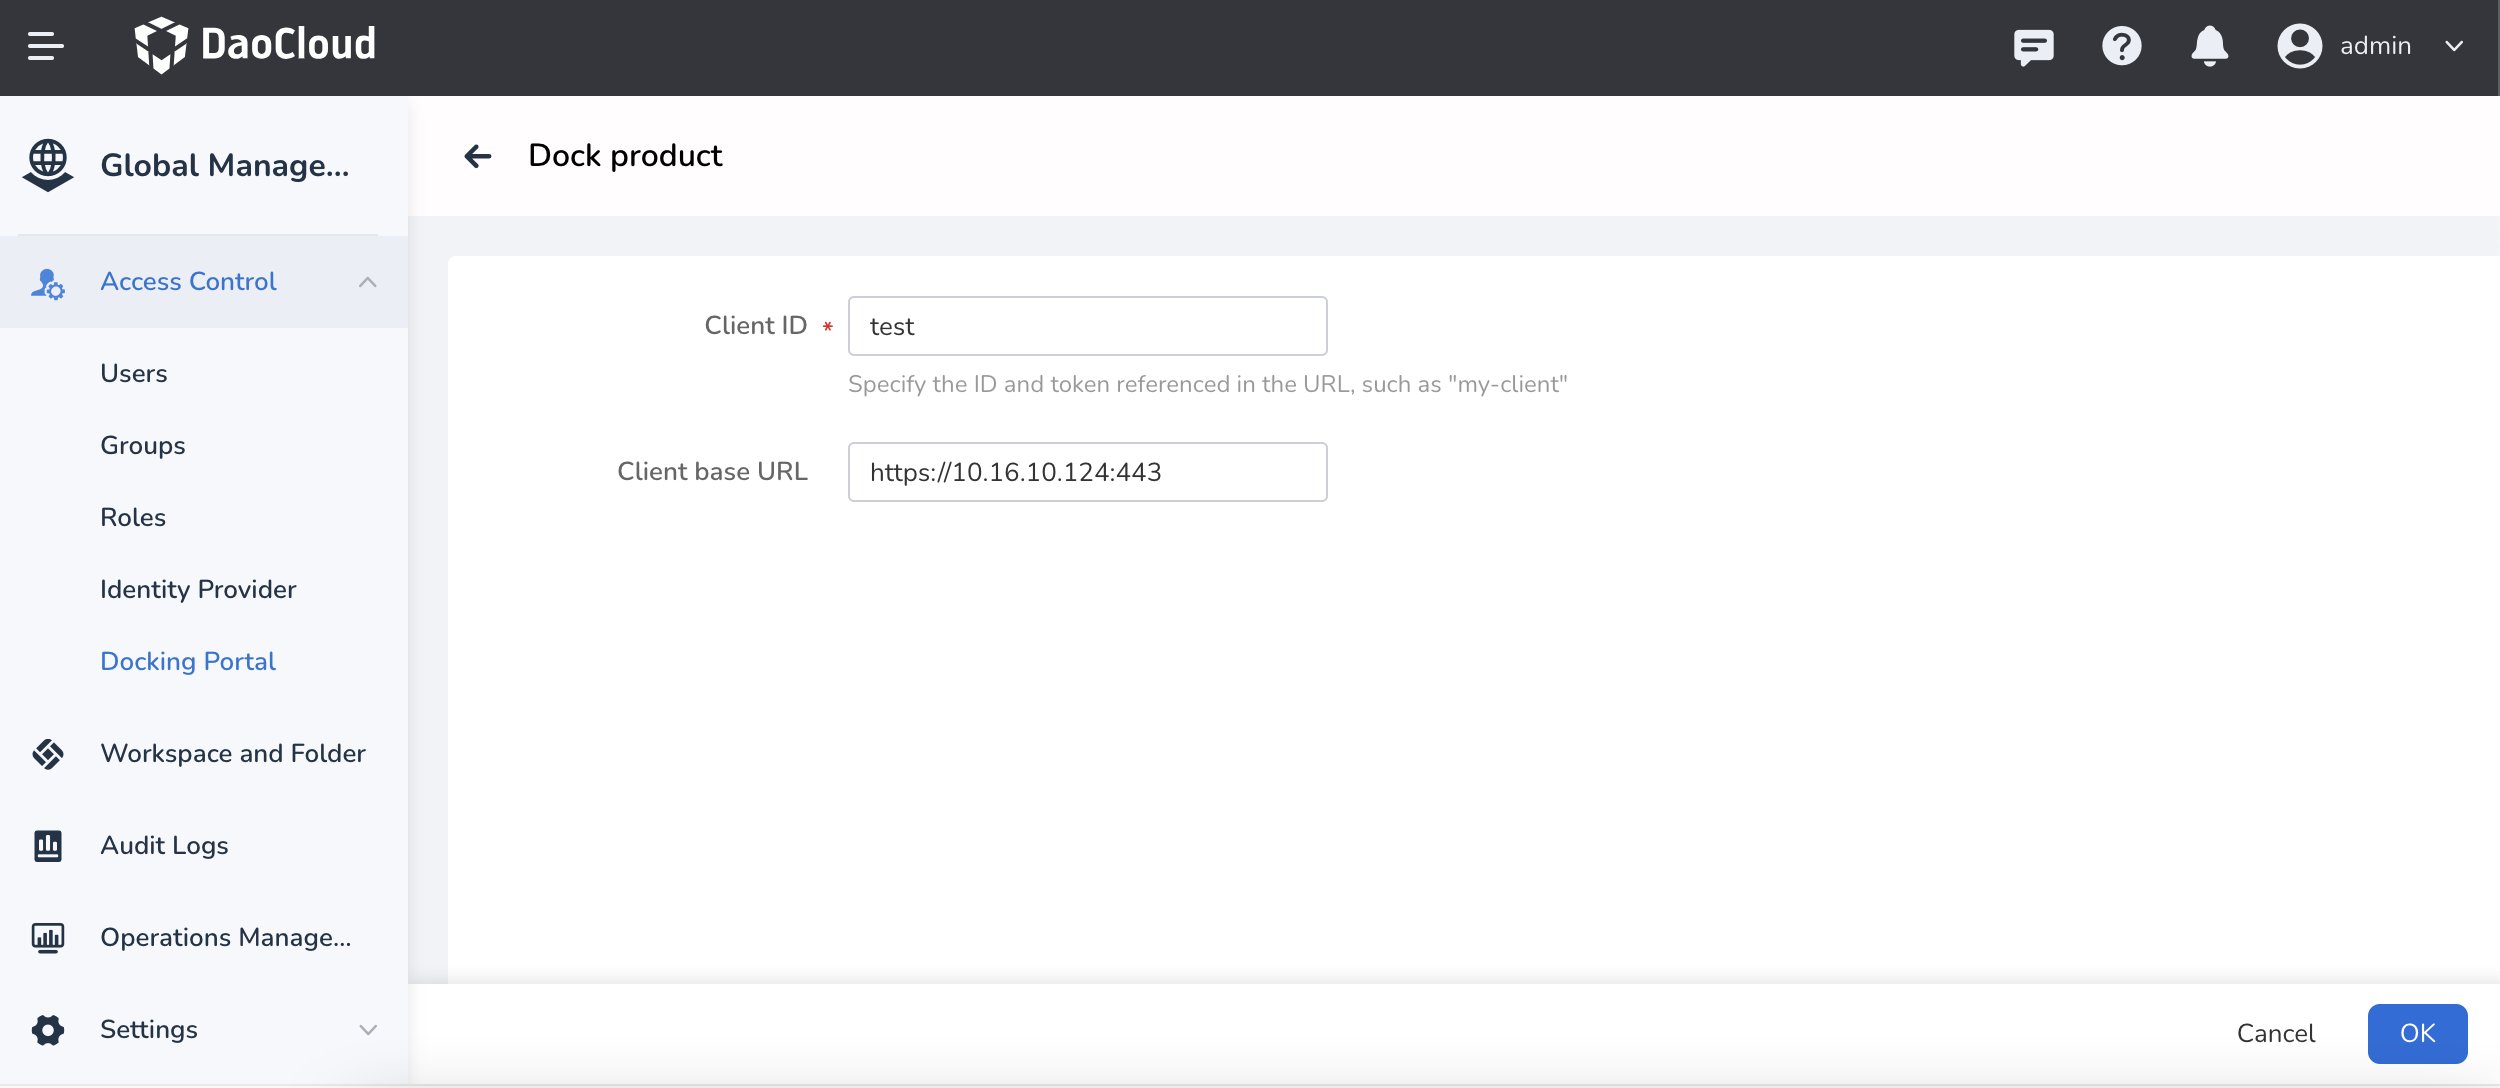 DaoCloud
admin
Global Manage...
Dock product
Access Control
Users
Groups
Roles
Identity Provider
Docking Portal
Workspace and Folder
Audit Logs
Operations Manage...
Settings
Client ID * test
Specify the ID and token referenced in the URL, such as "my-client"
Client base URL https://10.16.10.124:443
Cancel OK